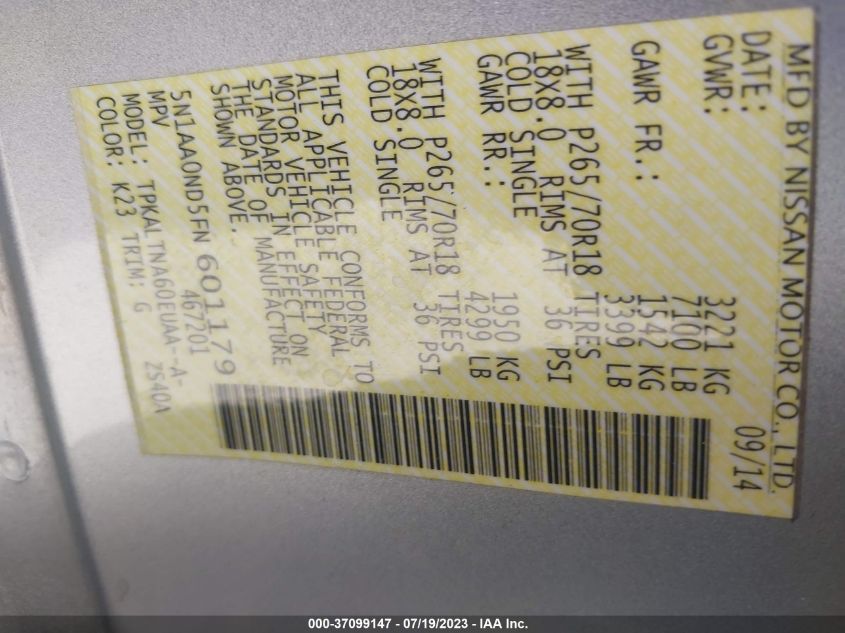 MFD BY NISSAN MOTOR CO., LTD.
DATE: 09/14
GVWR: 3221 KG
7100 LB
GAWR FR.: 1542 KG
3399 LB
WITH P265/70R18 TIRES
18X8.0 RIMS AT 36 PSI
COLD SINGLE
GAWR RR.: 1950 KG
4299 LB
WITH P265/70R18 TIRES
18X8.0 RIMS AT 36 PSI
COLD SINGLE
THIS VEHICLE CONFORMS TO
ALL APPLICABLE FEDERAL
MOTOR VEHICLE SAFETY
STANDARDS IN EFFECT ON
THE DATE OF MANUFACTURE
SHOWN ABOVE.
5N1AA0ND5FN601179
MPV 467201
MODEL: TPKALTNA60EUAA--A-
COLOR: K23 TRIM: G 2S40A
000-37099147 - 07/19/2023 - IAA Inc.